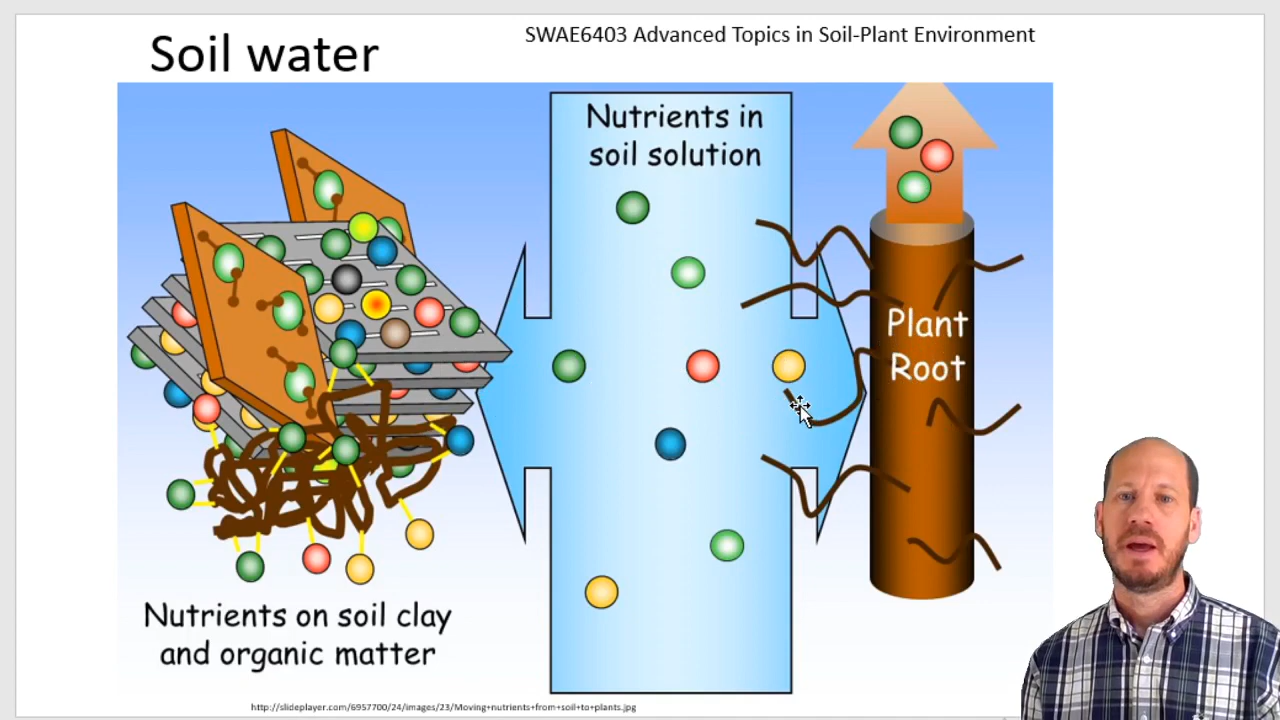 Soil water
SWAE6403 Advanced Topics in Soil-Plant Environment
Nutrients in
soil solution
Plant
Root
Nutrients on soil clay
and organic matter
http://slideplayer.com/6957700/24/images/23/Moving+nutrients+from+soil+to+plants.jpg